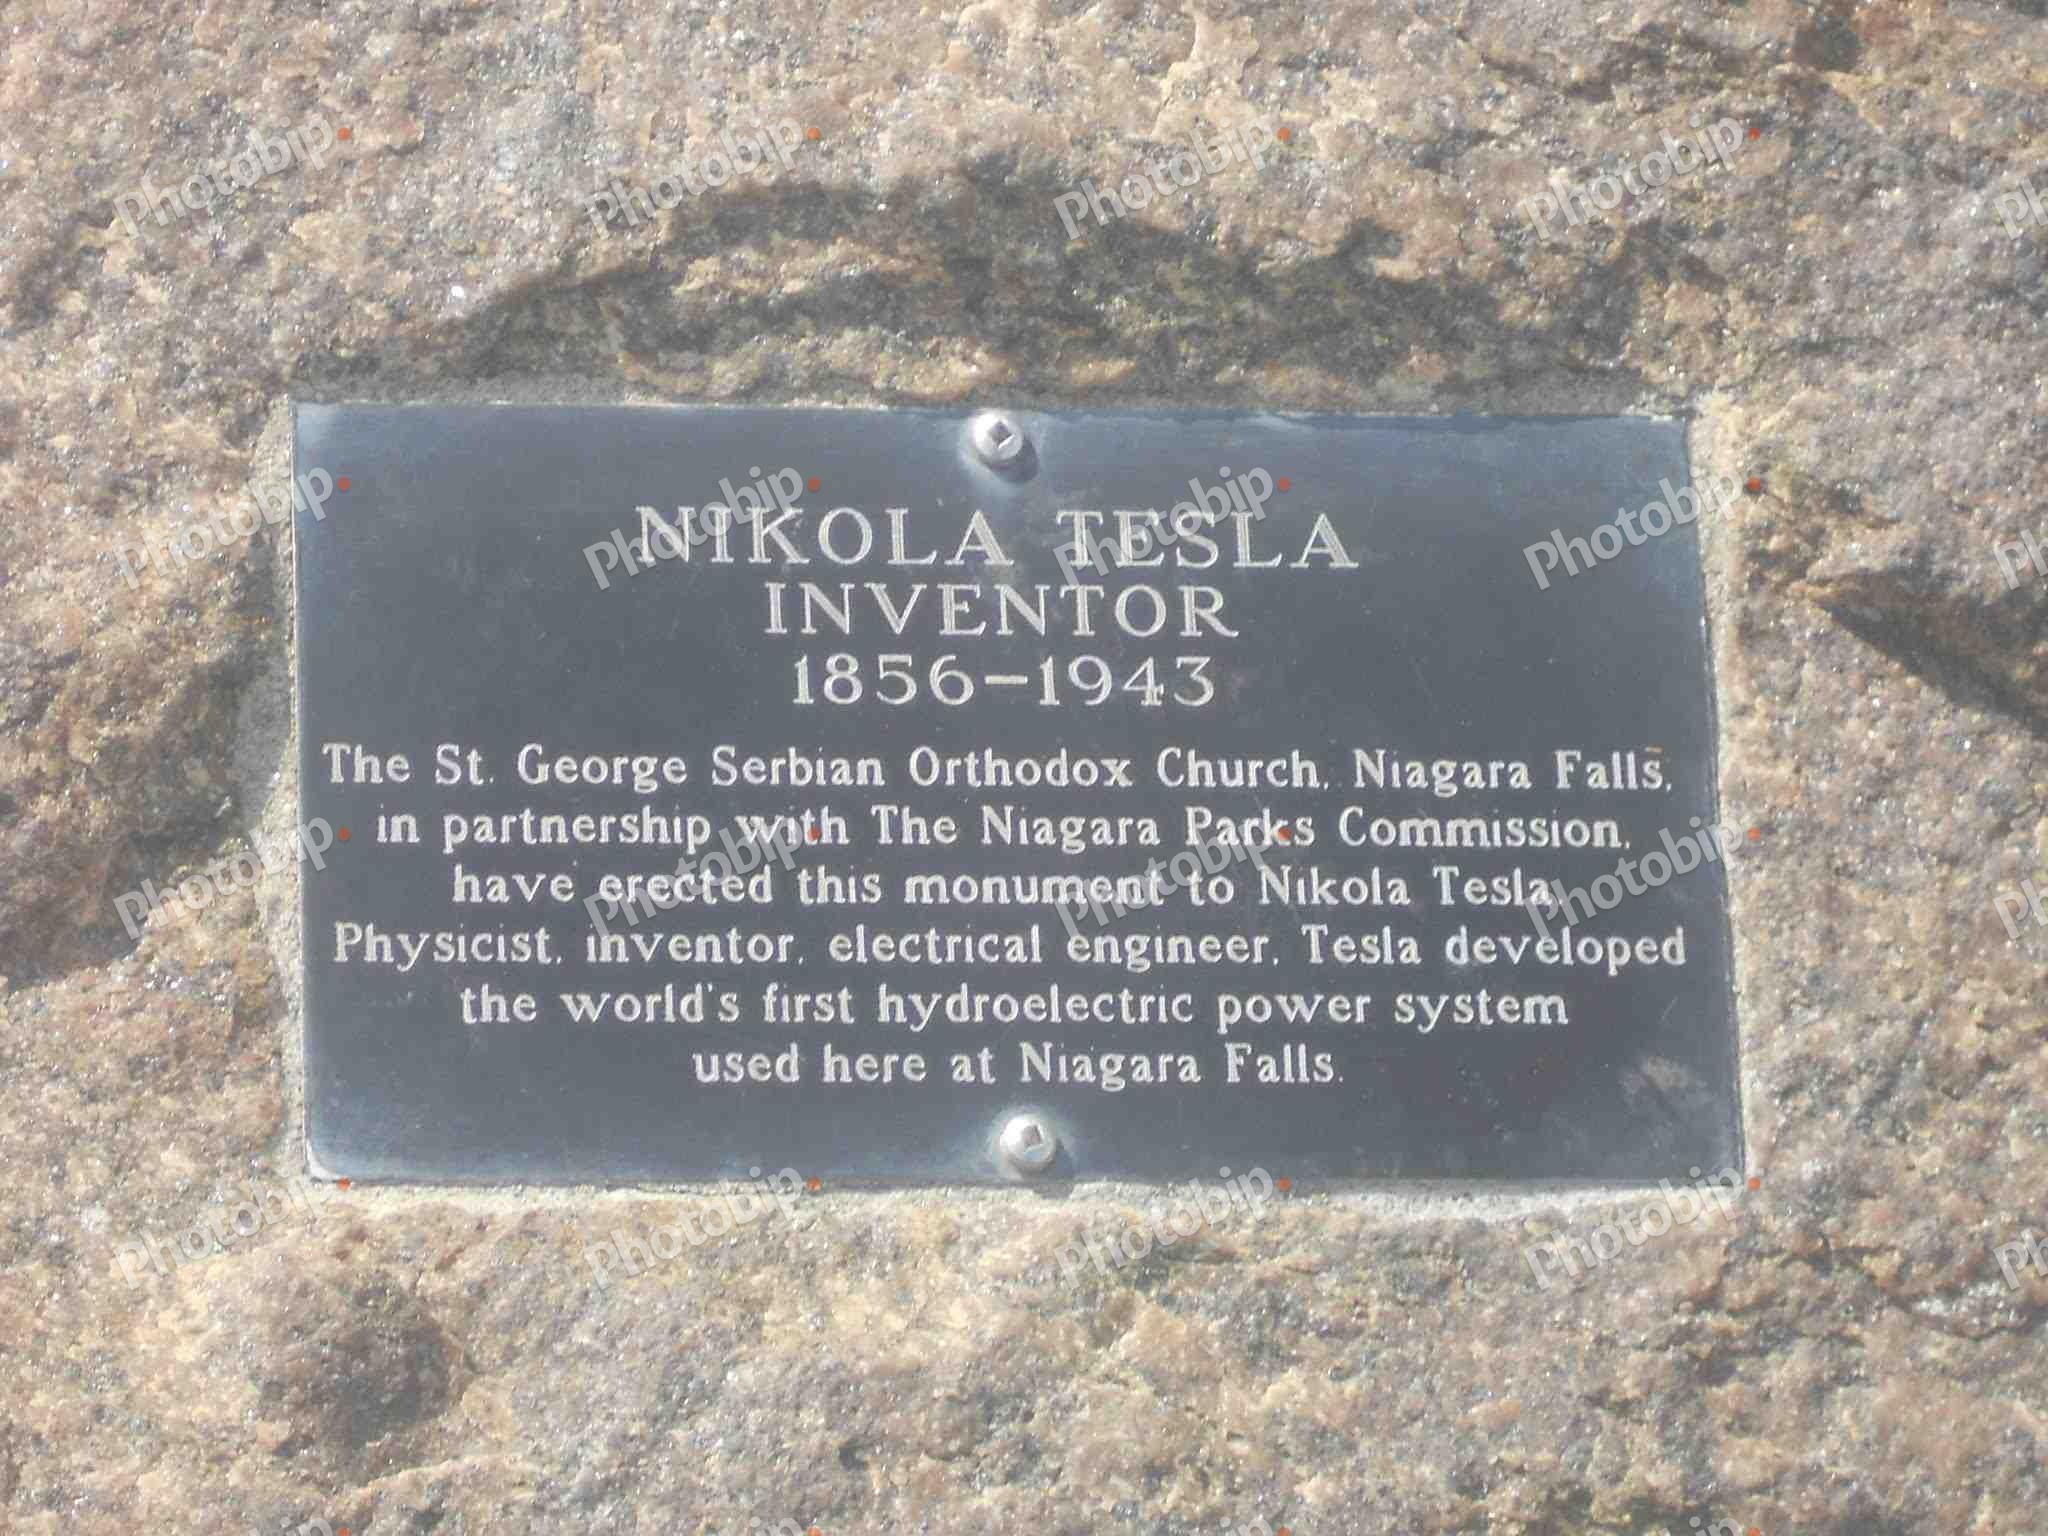 NIKOLA TESLA
INVENTOR
1856-1943
The St. George Serbian Orthodox Church, Niagara Falls,
in partnership with The Niagara Parks Commission,
have erected this monument to Nikola Tesla.
Physicist, inventor, electrical engineer, Tesla developed
the world's first hydroelectric power system
used here at Niagara Falls.
Photobip